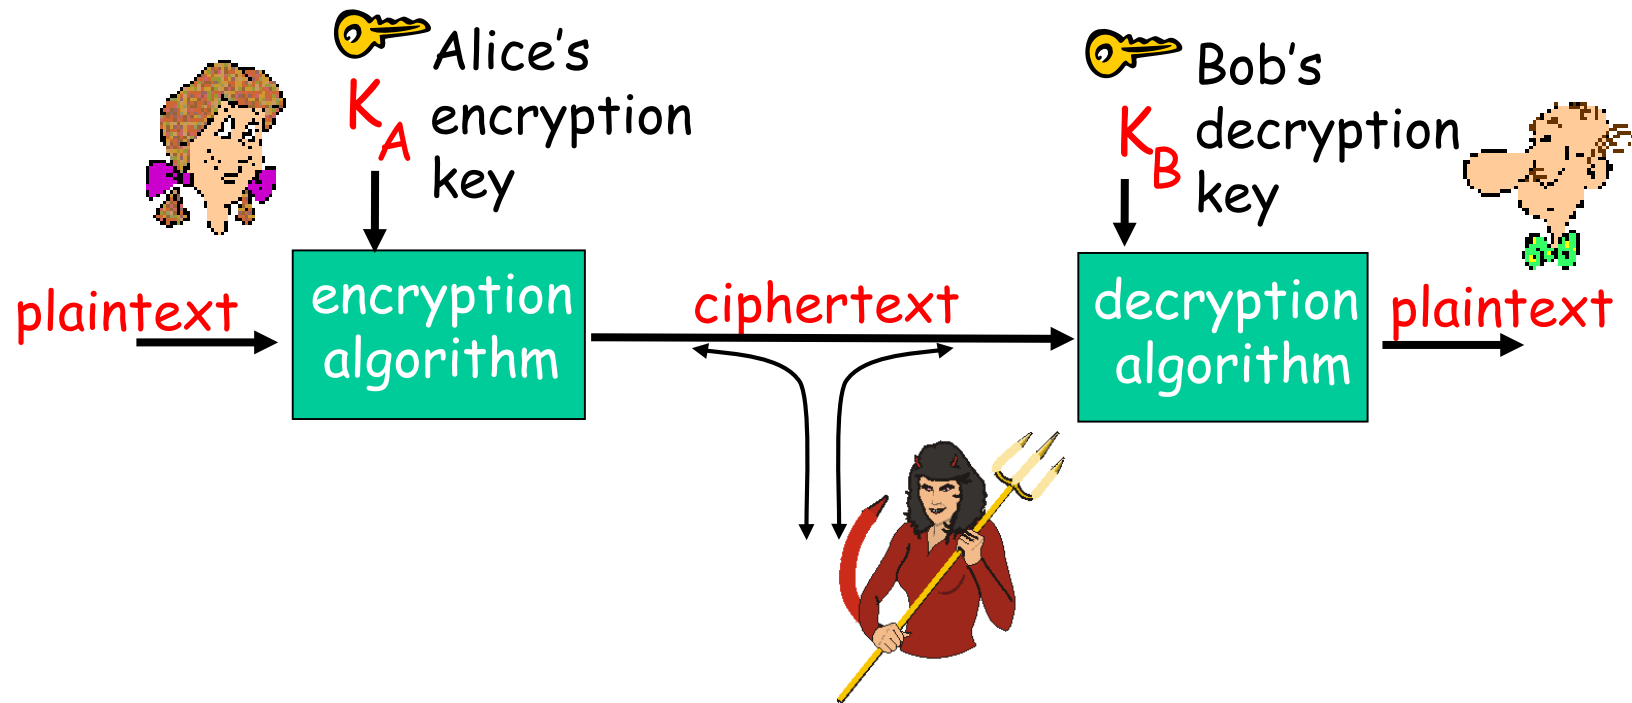 Alice’s
encryption
key
K
A
Bob’s
decryption
key
K
B
plaintext
encryption
algorithm
ciphertext
decryption
algorithm
plaintext